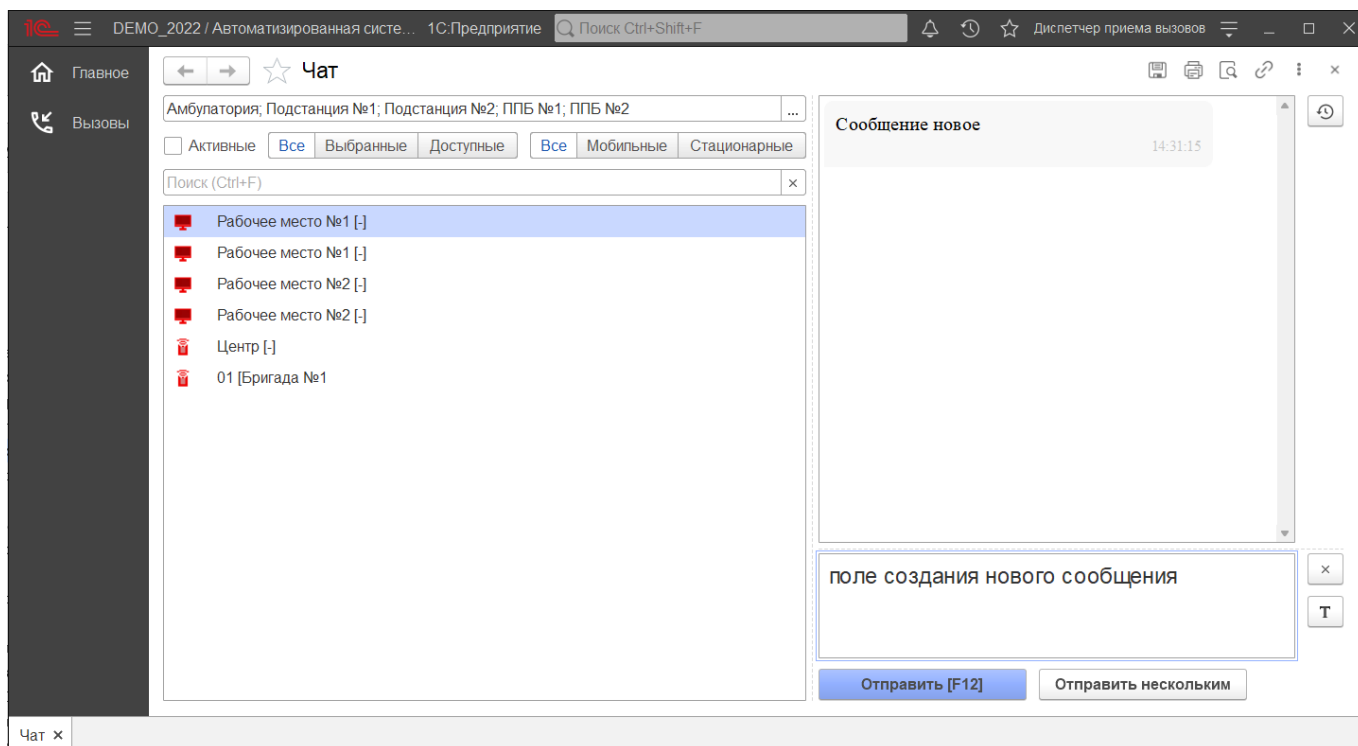 1С DEMO_2022 / Автоматизированная систе... 1С:Предприятие Поиск Ctrl+Shift+F Диспетчер приема вызовов
Главное
Вызовы
Чат
Амбулатория; Подстанция №1; Подстанция №2; ППБ №1; ППБ №2 ...
Активные Все Выбранные Доступные Все Мобильные Стационарные
Поиск (Ctrl+F)
Рабочее место №1 [-]
Рабочее место №1 [-]
Рабочее место №2 [-]
Рабочее место №2 [-]
Центр [-]
01 [Бригада №1
Сообщение новое
14:31:15
поле создания нового сообщения
T
Отправить [F12] Отправить нескольким
Чат